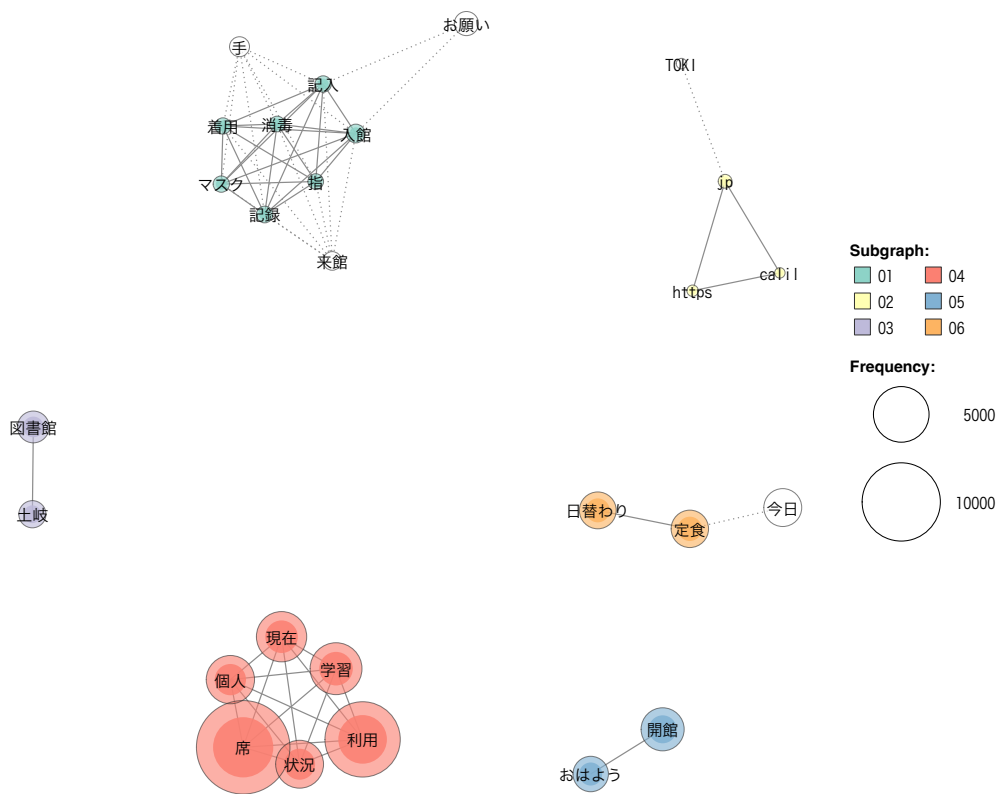 お願い
手
TOKI
記入
着用
消毒
入館
マスク
指
jp
記録
来館
calil
https
Subgraph:
01 04
02 05
03 06
Frequency:
5000
10000
図書館
土岐
日替わり
定食
今日
現在
学習
個人
席
利用
状況
開館
おはよう